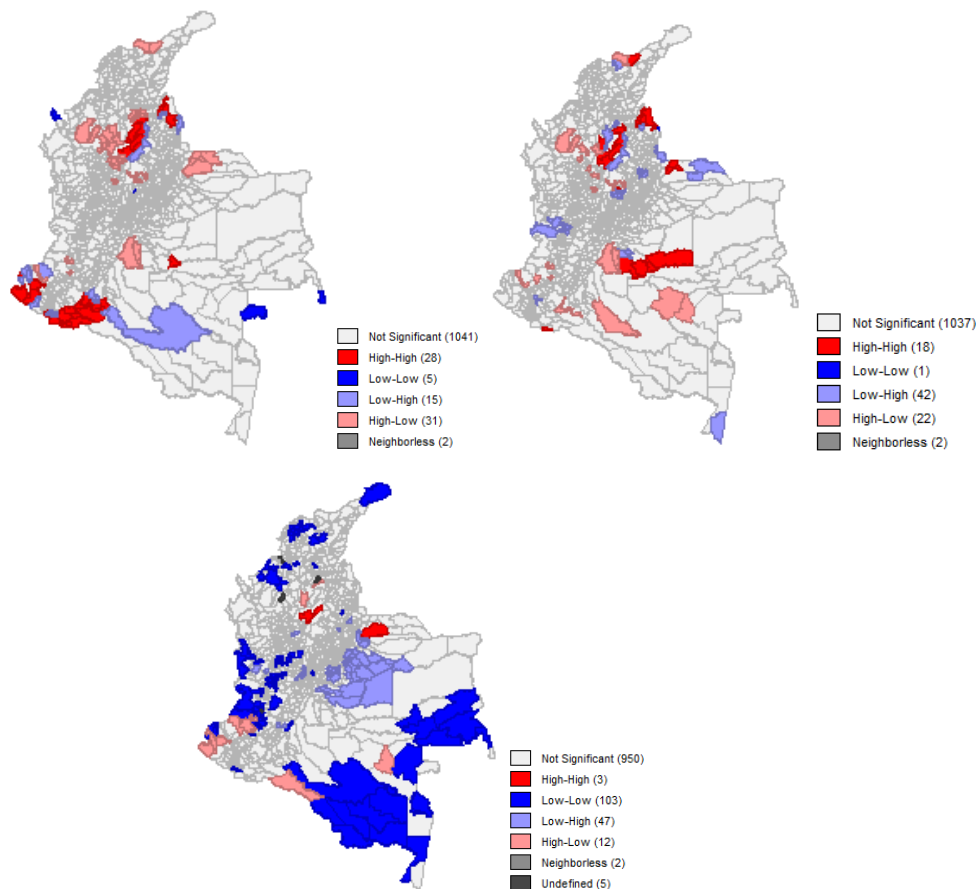 Not Significant (1041)
High-High (28)
Low-Low (5)
Low-High (15)
High-Low (31)
Neighborless (2)
Not Significant (1037)
High-High (18)
Low-Low (1)
Low-High (42)
High-Low (22)
Neighborless (2)
Not Significant (950)
High-High (3)
Low-Low (103)
Low-High (47)
High-Low (12)
Neighborless (2)
Undefined (5)